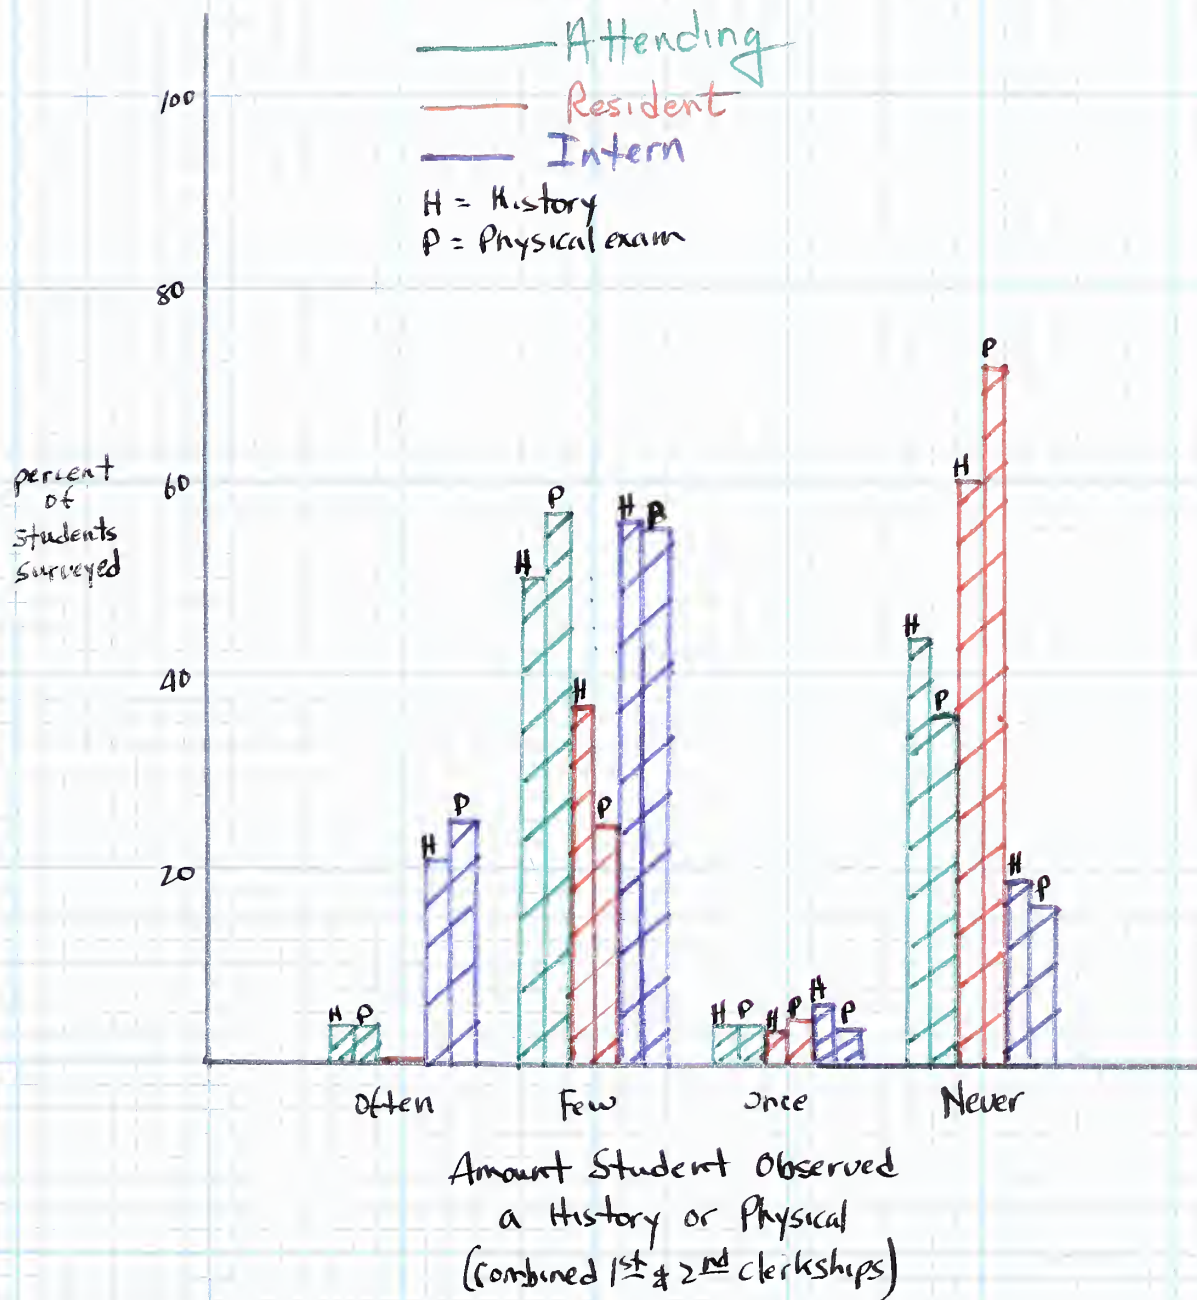 Attending
Resident
Intern
H = History
P = Physical exam
100
80
60
40
20
percent
of
students
surveyed
H P
H P
H P
H P
H P
H P
H P
H P
H P
H P
H P
Often Few Once Never
Amount Student Observed
a History or Physical
(combined 1st & 2nd clerkships)